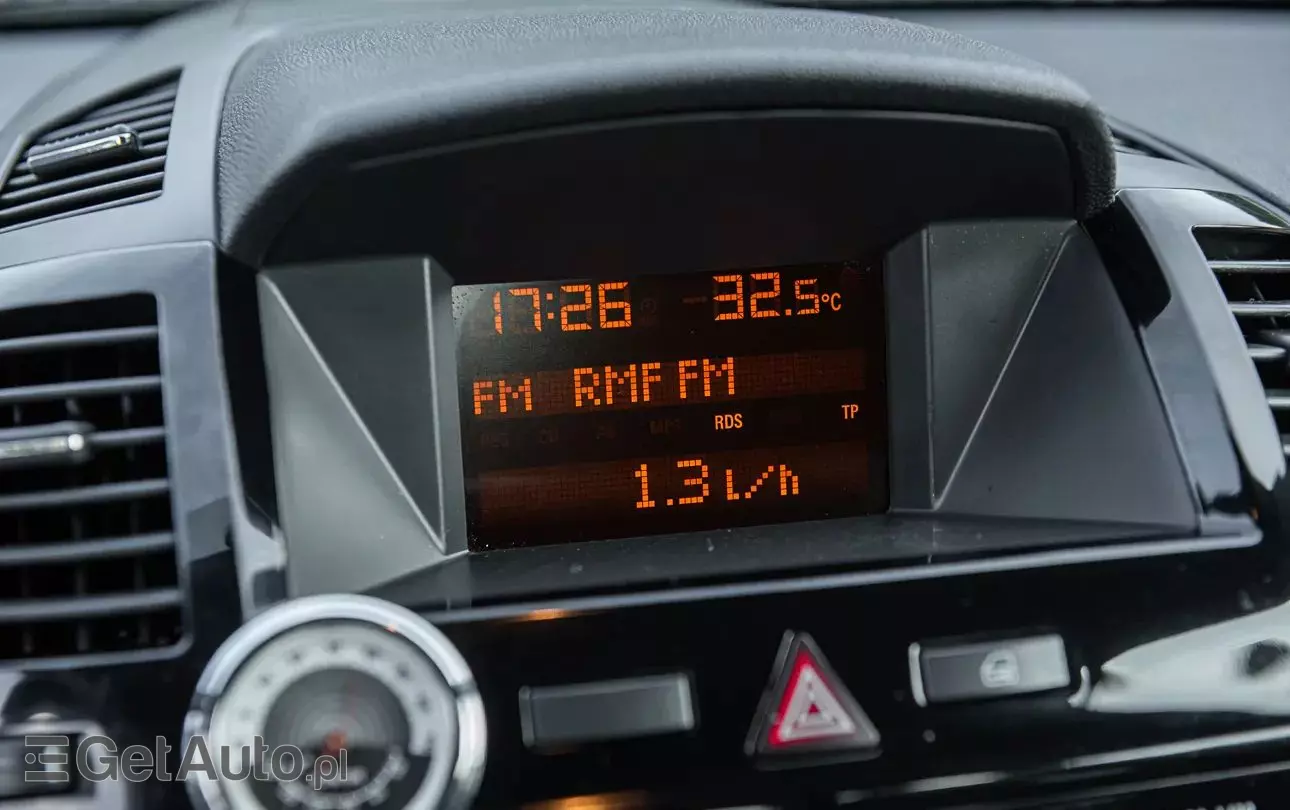 17:26 32.5°C
FM RMF FM
RDS TP
1.3 l/h
GetAuto.pl